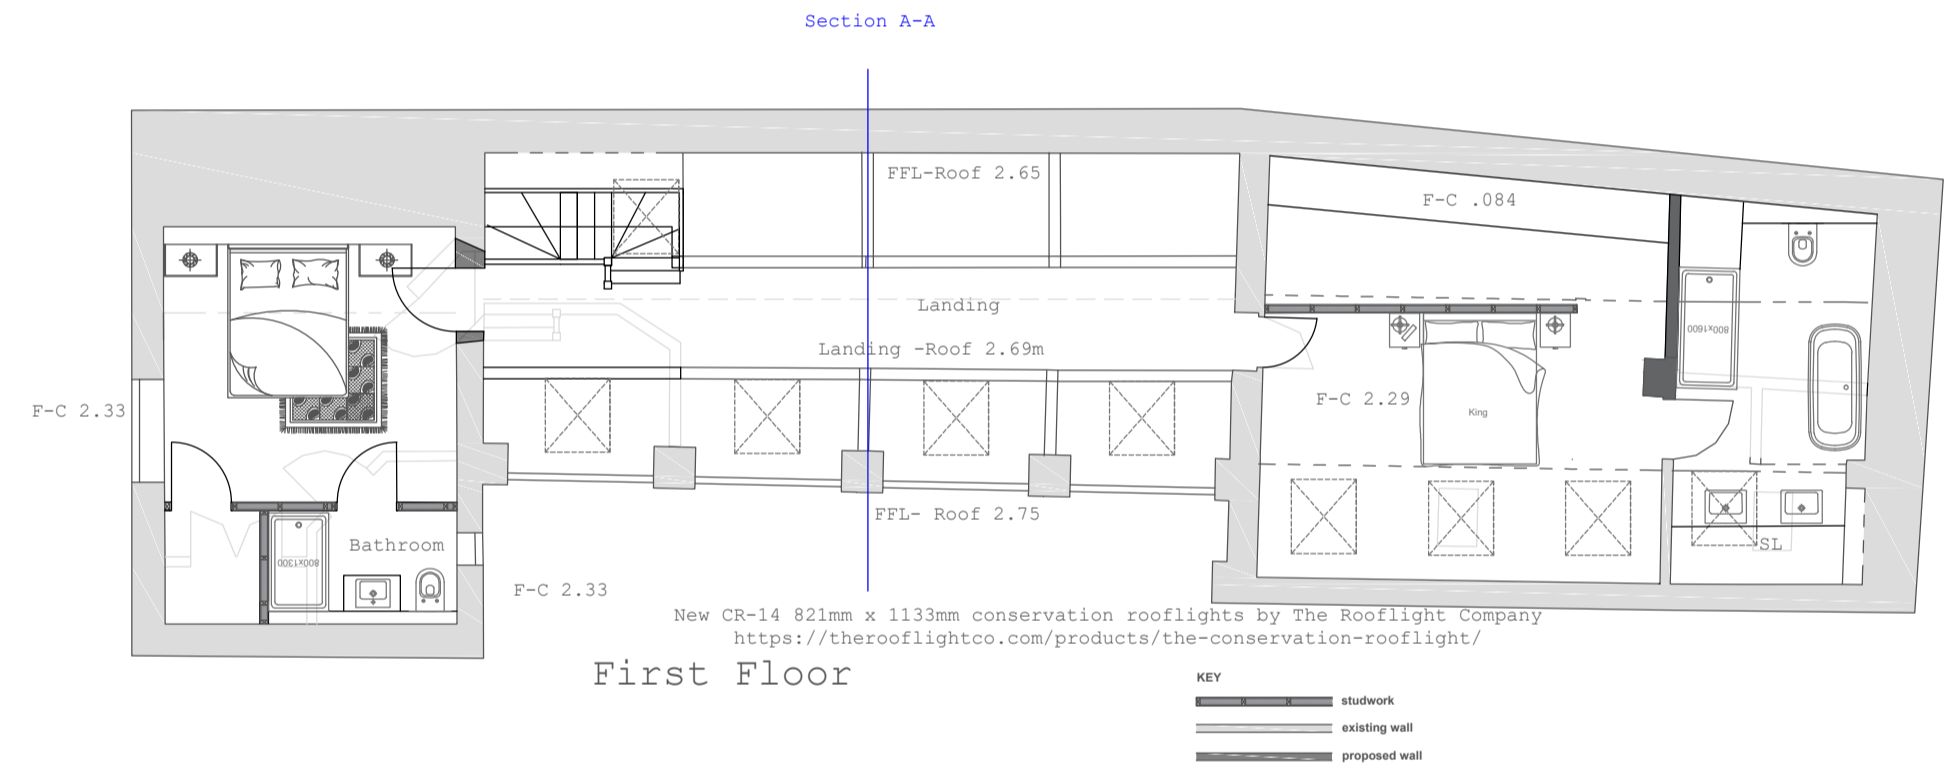 Section A-A
FFL-Roof 2.65
F-C .084
Landing
800x1600
Landing -Roof 2.69m
F-C 2.33
F-C 2.29
King
FFL- Roof 2.75
Bathroom
SL
800x1300
F-C 2.33
New CR-14 821mm x 1133mm conservation rooflights by The Rooflight Company
https://therooflightco.com/products/the-conservation-rooflight/
First Floor
KEY
studwork
existing wall
proposed wall